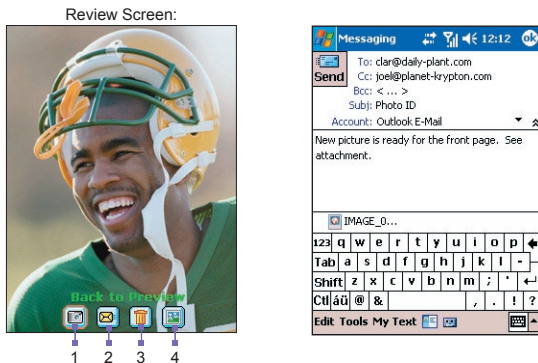 Review Screen:
Back to Preview
1 2 3 4
Messaging 12:12 ok
Send
To: clar@daily-plant.com
Cc: joel@planet-krypton.com
Bcc: < ... >
Subj: Photo ID
Account: Outlook E-Mail
New picture is ready for the front page. See
attachment.
IMAGE_0...
123 q w e r t y u i o p
Tab a s d f g h j k l -
Shift z x c v b n m ; '
Ctl áü @ & , . ! ?
Edit Tools My Text